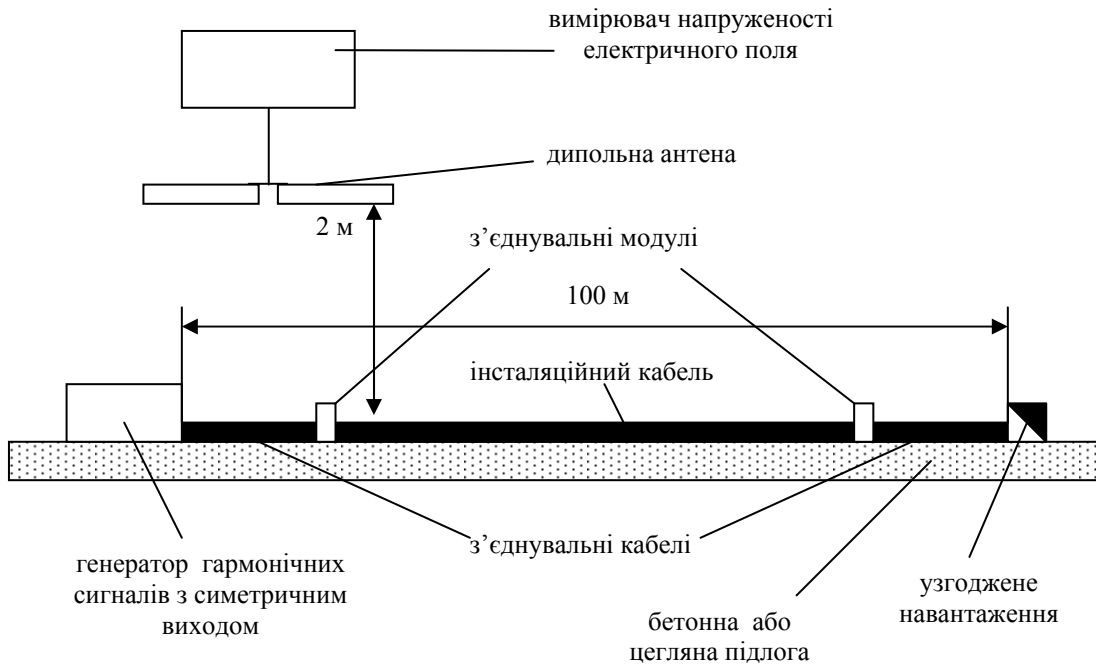 вимірювач напруженості
електричного поля
дипольна антена
2 м
з’єднувальні модулі
100 м
інсталяційний кабель
з’єднувальні кабелі
генератор гармонічних
сигналів з симетричним
виходом
узгоджене
навантаження
бетонна або
цегляна підлога